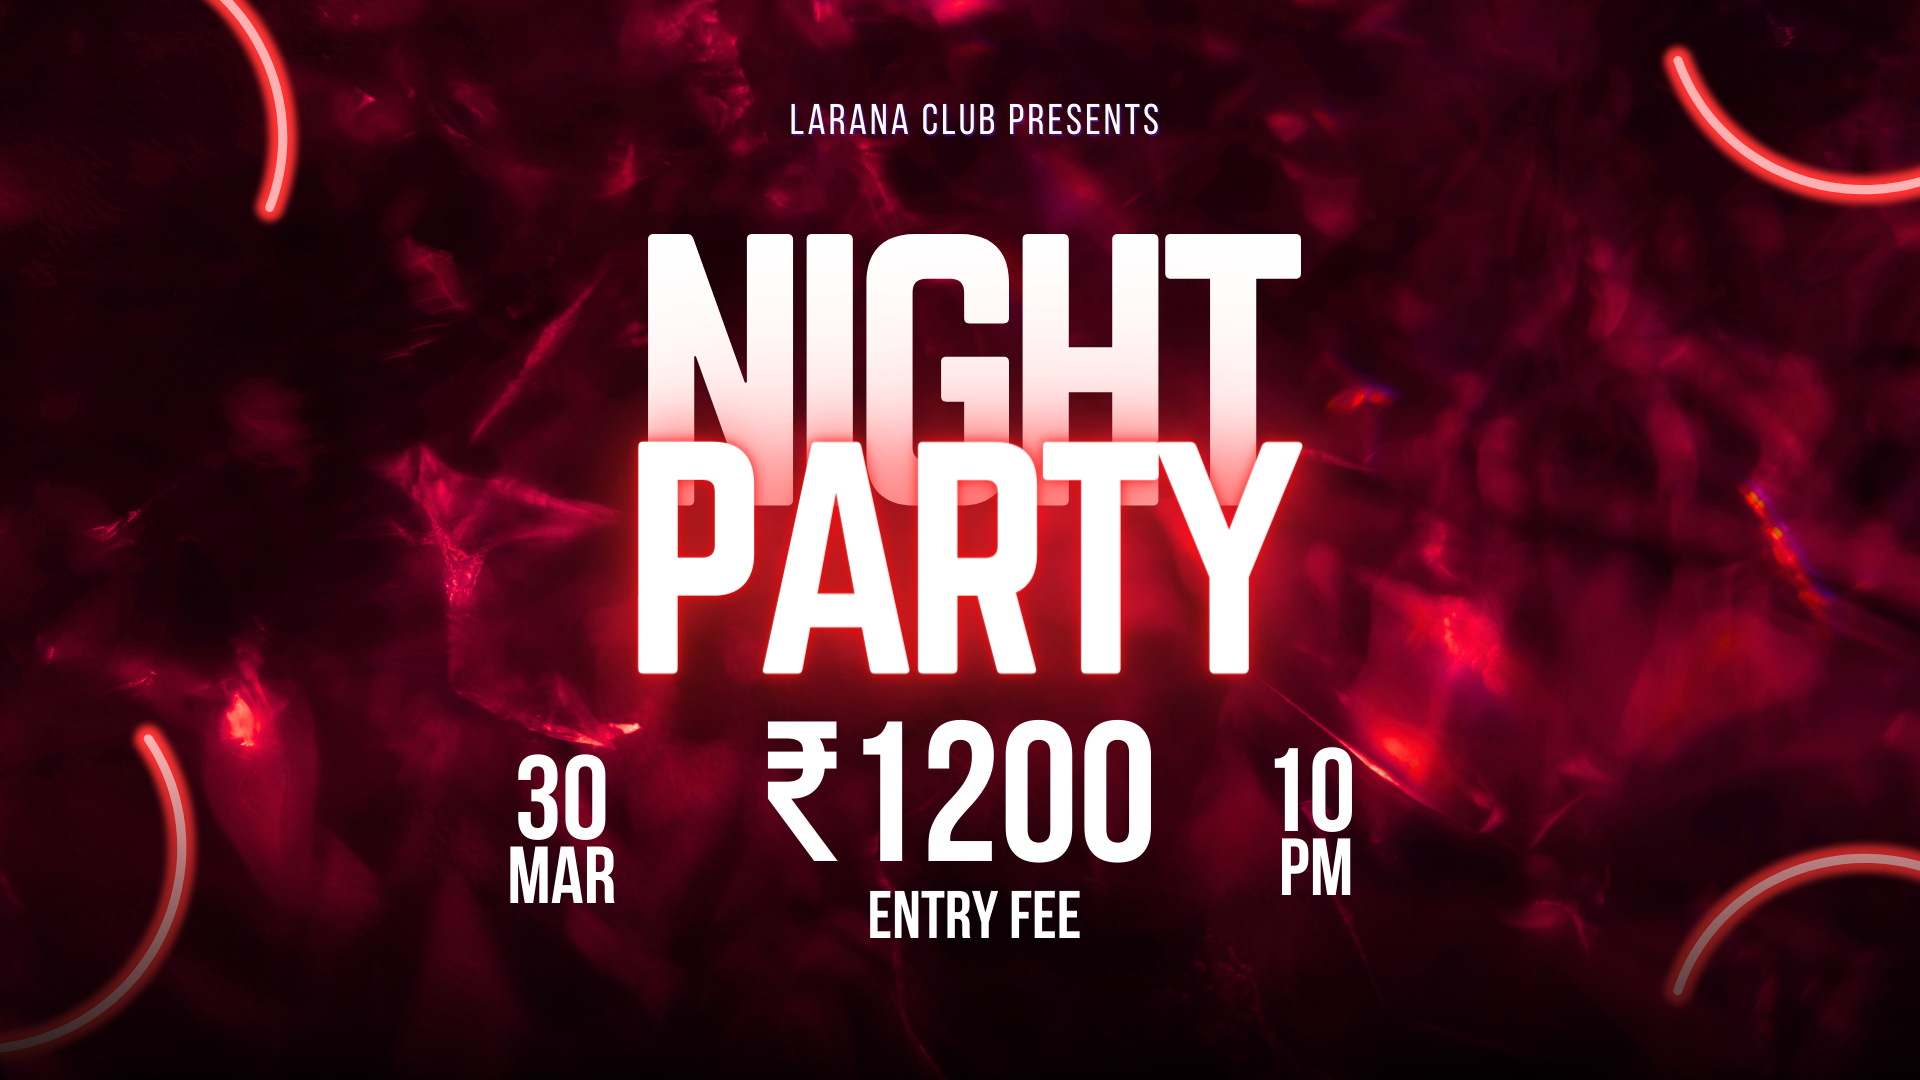 LARANA CLUB PRESENTS
NIGHT
PARTY
30
MAR
₹1200
ENTRY FEE
10
PM